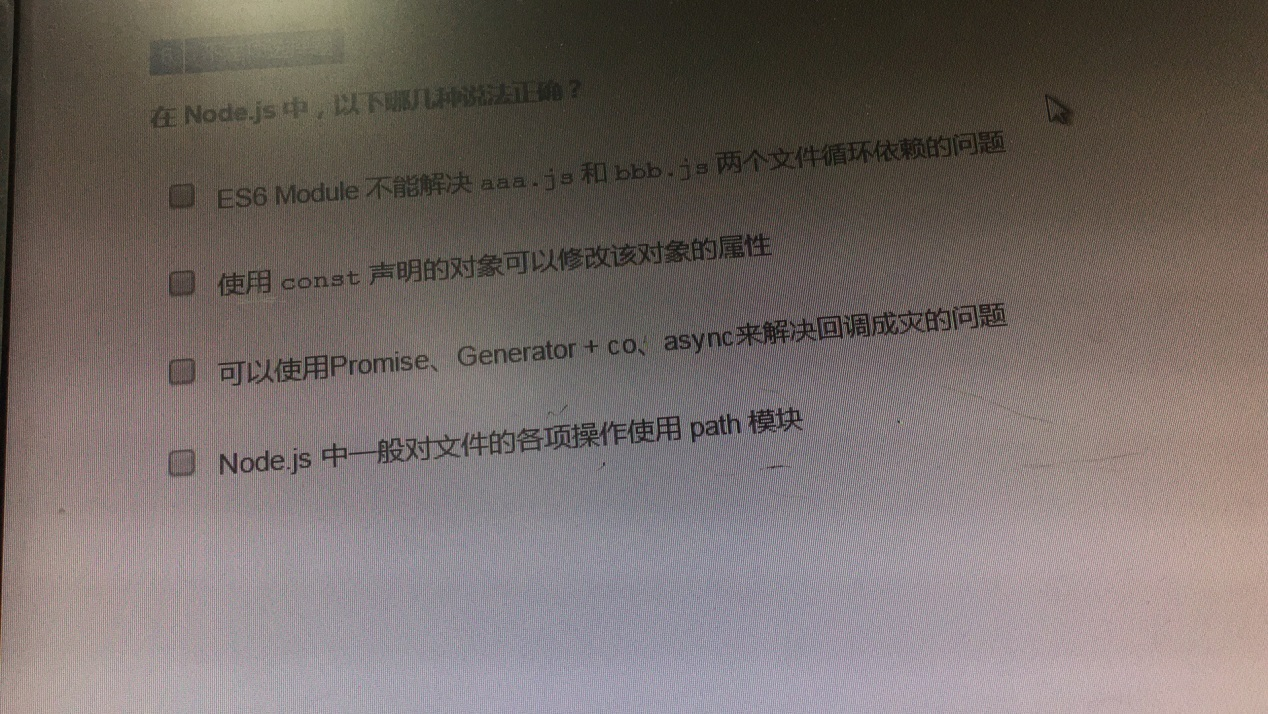 在 Node.js 中，以下哪几种说法正确？
ES6 Module 不能解决 aaa.js 和 bbb.js 两个文件循环依赖的问题
使用 const 声明的对象可以修改该对象的属性
可以使用Promise、Generator + co、async来解决回调成灾的问题
Node.js 中一般对文件的各项操作使用 path 模块